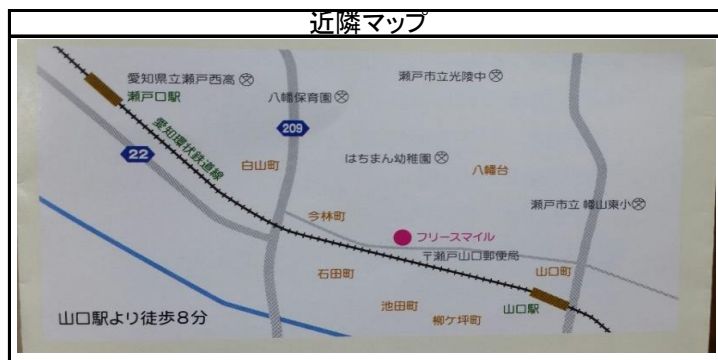 近隣マップ
愛知県立瀬戸西高
瀬戸口駅
八幡保育園
瀬戸市立光陵中
愛知環状鉄道線
209
22
白山町
はちまん幼稚園
八幡台
瀬戸市立 幡山東小
今林町
フリースマイル
〒瀬戸山口郵便局
石田町
山口町
池田町
山口駅
柳ケ坪町
山口駅より徒歩8分